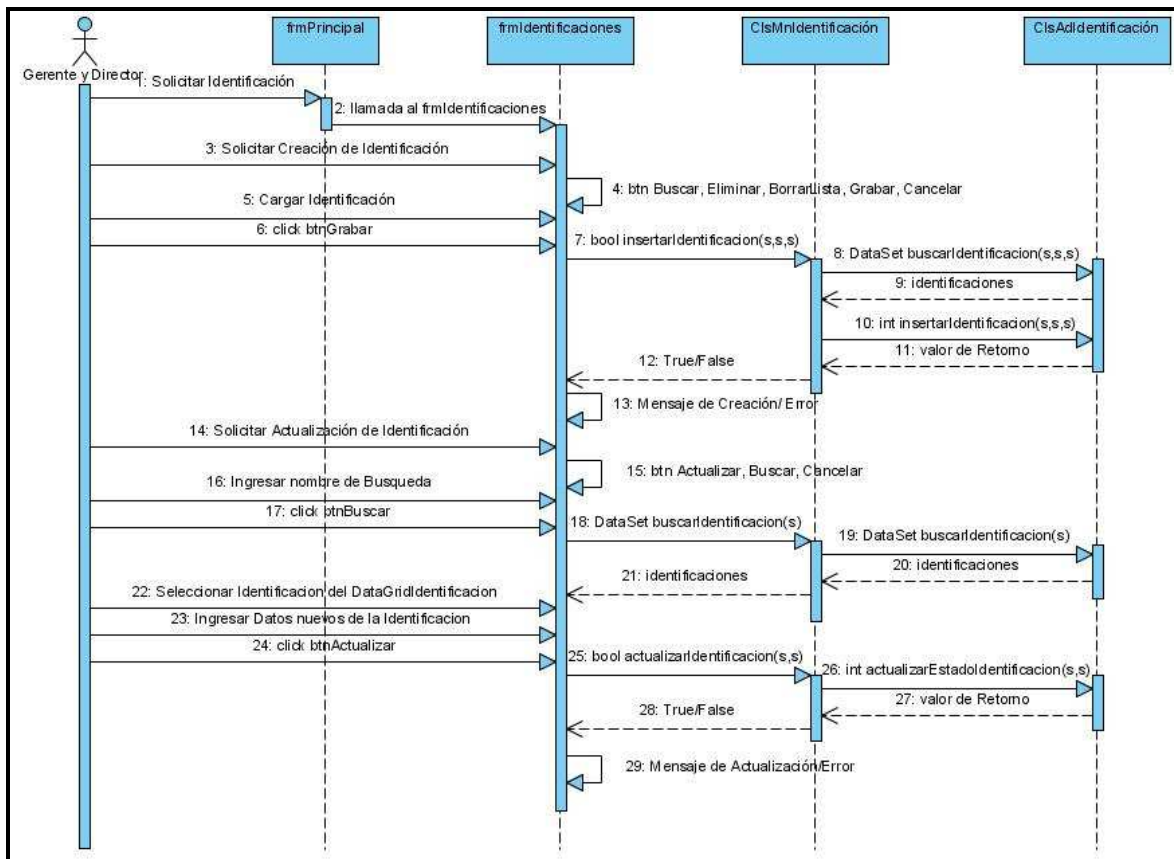 frmPrincipal
frmIdentificaciones
ClsMnIdentificación
ClsAdIdentificación
Gerente y Director
1: Solicitar Identificación
2: llamada al frmIdentificaciones
3: Solicitar Creación de Identificación
4: btn Buscar, Eliminar, BorrarLista, Grabar, Cancelar
5: Cargar Identificación
6: click btnGrabar
7: bool insertarIdentificacion(s,s,s)
8: DataSet buscarIdentificacion(s,s,s)
9: identificaciones
10: int insertarIdentificacion(s,s,s)
11: valor de Retorno
12: True/False
13: Mensaje de Creación/ Error
14: Solicitar Actualización de Identificación
15: btn Actualizar, Buscar, Cancelar
16: Ingresar nombre de Busqueda
17: click btnBuscar
18: DataSet buscarIdentificacion(s)
19: DataSet buscarIdentificacion(s)
20: identificaciones
21: identificaciones
22: Seleccionar Identificacion del DataGridIdentificacion
23: Ingresar Datos nuevos de la Identificacion
24: click btnActualizar
25: bool actualizarIdentificacion(s,s)
26: int actualizarEstadoIdentificacion(s,s)
27: valor de Retorno
28: True/False
29: Mensaje de Actualización/Error